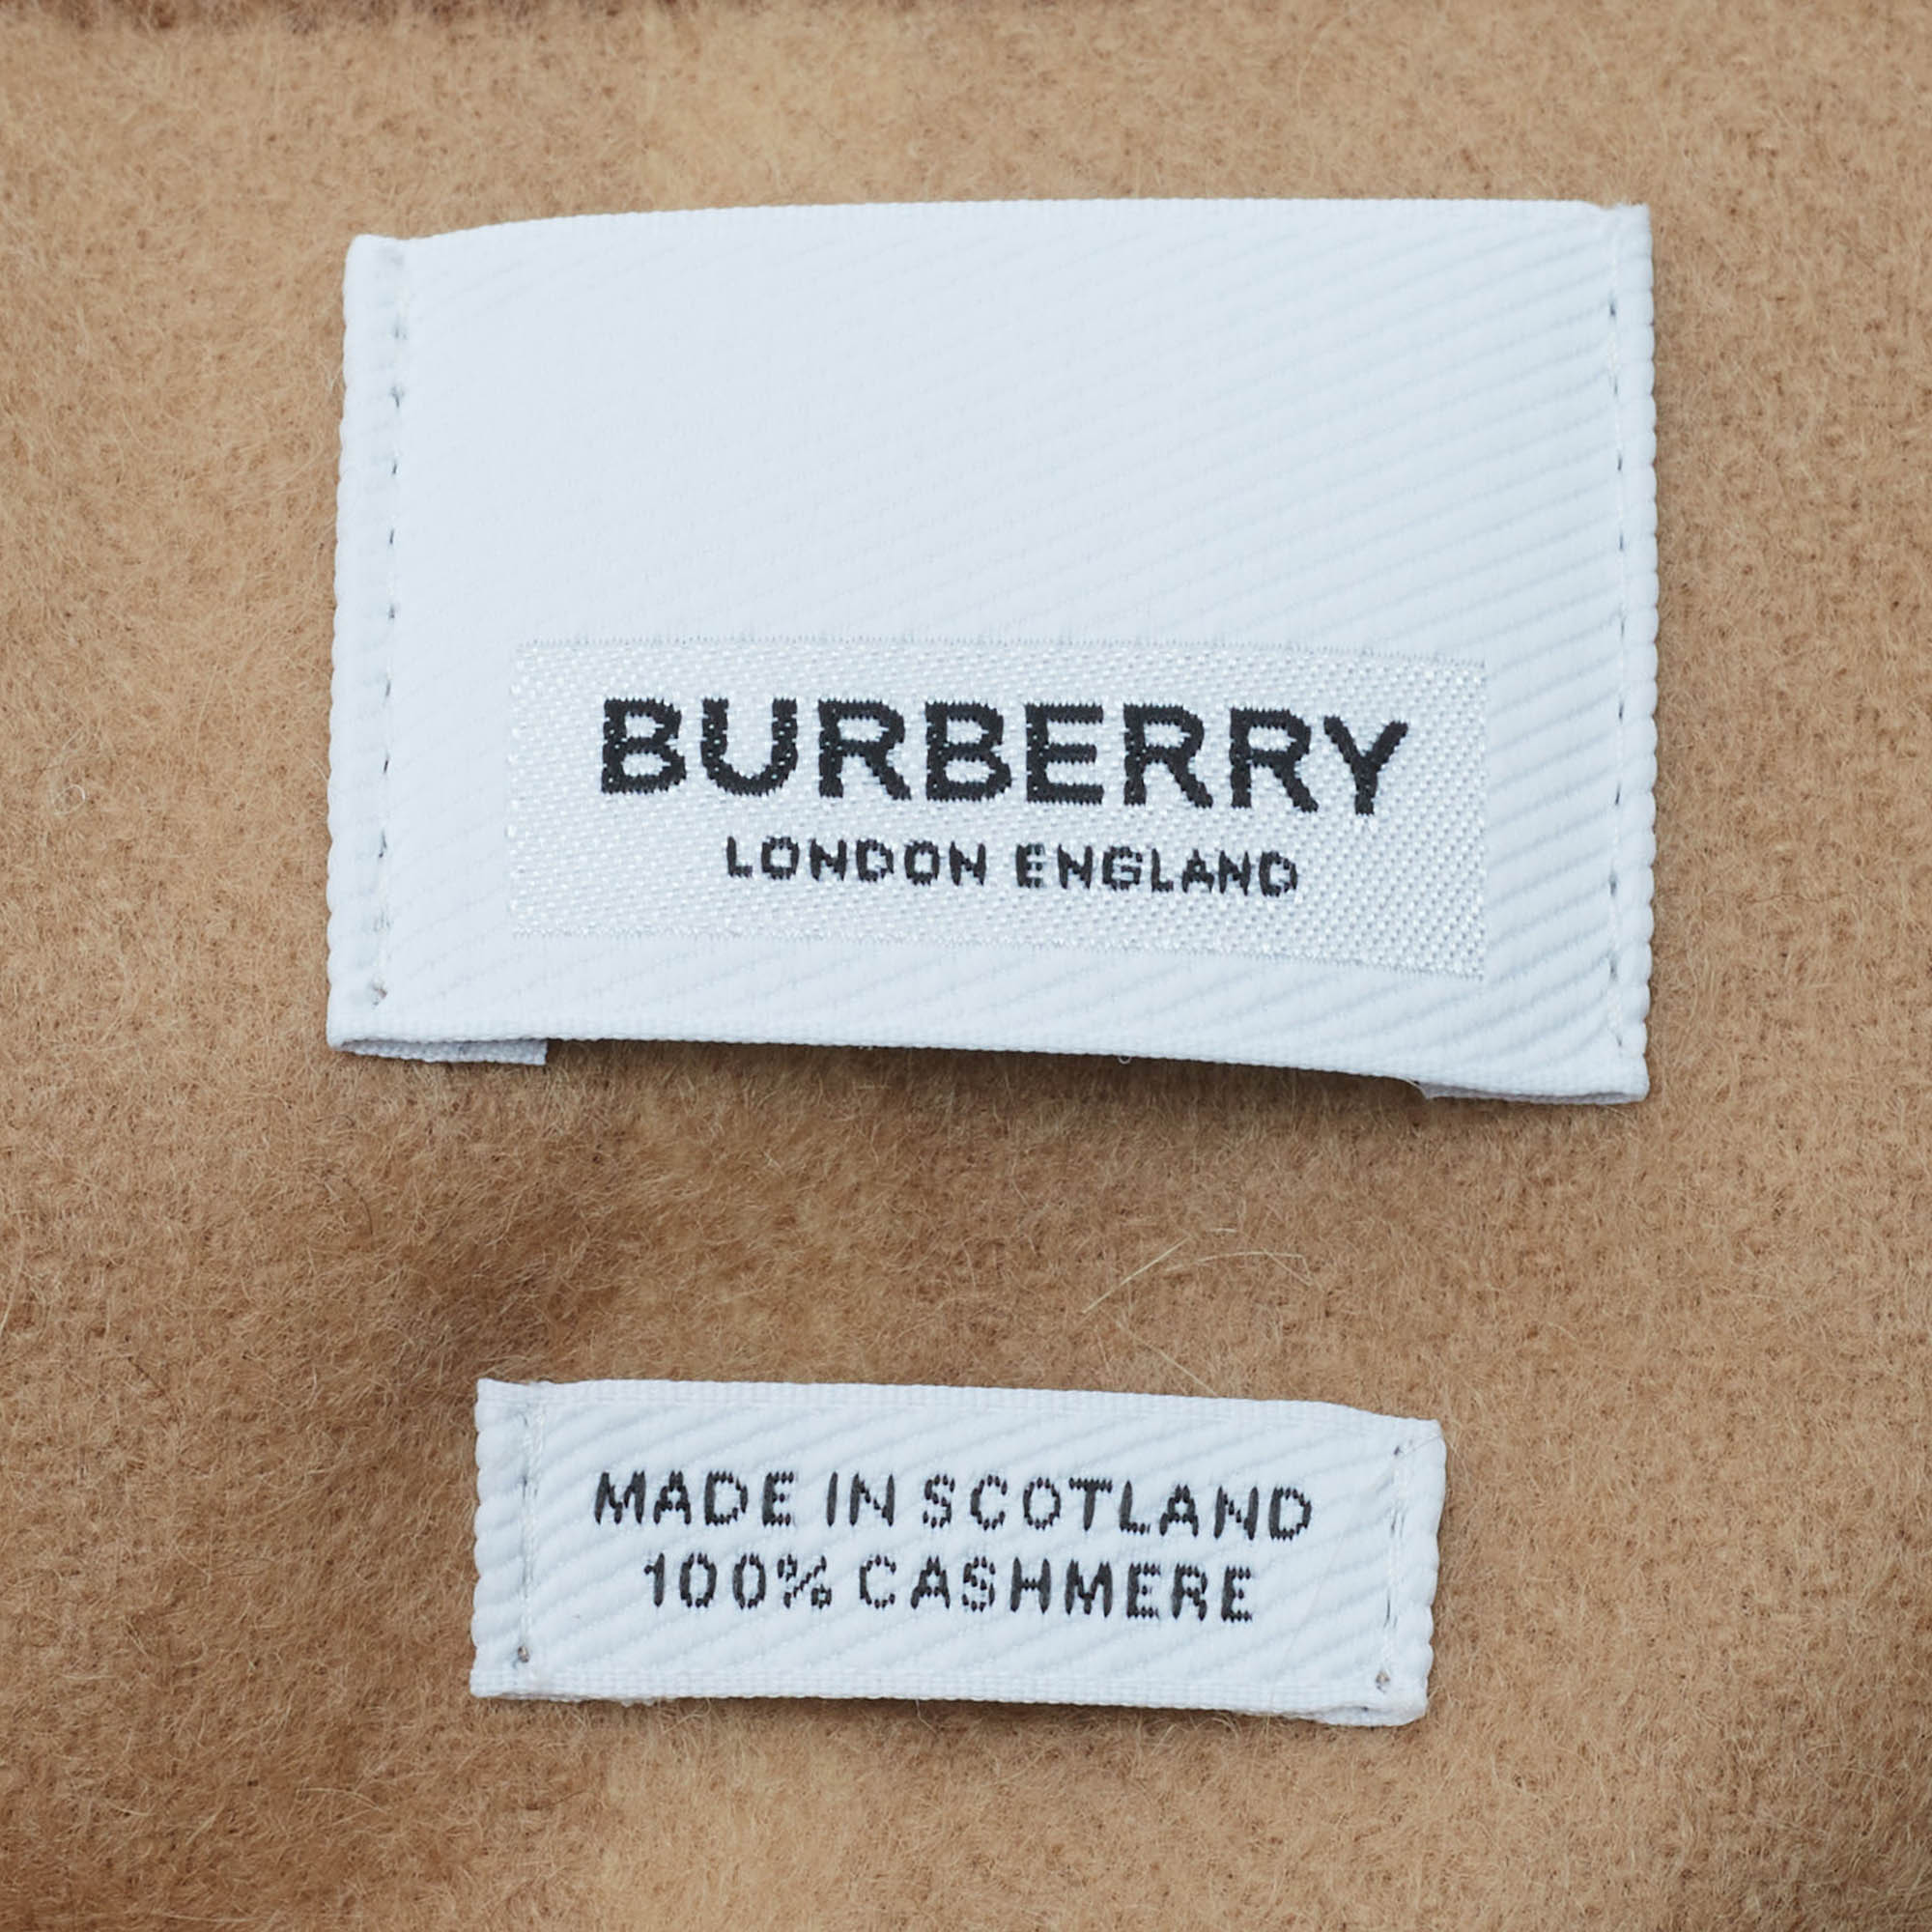 BURBERRY
LONDON ENGLAND
MADE IN SCOTLAND
100% CASHMERE